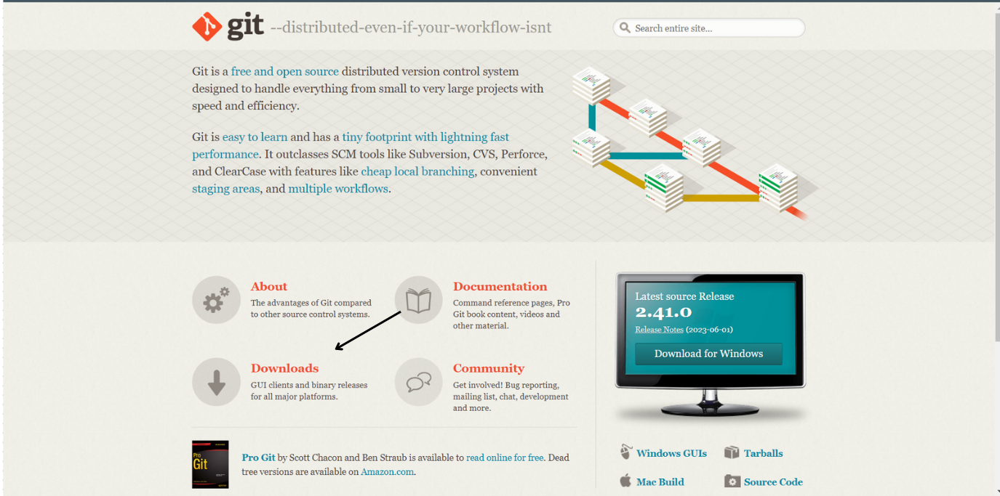 git --distributed-even-if-your-workflow-isnt
Search entire site...
Git is a free and open source distributed version control system
designed to handle everything from small to very large projects with
speed and efficiency.
Git is easy to learn and has a tiny footprint with lightning fast
performance. It outclasses SCM tools like Subversion, CVS, Perforce,
and ClearCase with features like cheap local branching, convenient
staging areas, and multiple workflows.
About
The advantages of Git compared
to other source control systems.
Documentation
Command reference pages, Pro
Git book content, videos and
other material.
Downloads
GUI clients and binary releases
for all major platforms.
Community
Get involved! Bug reporting,
mailing list, chat, development
and more.
Pro
Git
Pro Git by Scott Chacon and Ben Straub is available to read online for free. Dead
tree versions are available on Amazon.com.
Latest source Release
2.41.0
Release Notes (2023-06-01)
Download for Windows
Windows GUIs
Tarballs
Mac Build
Source Code